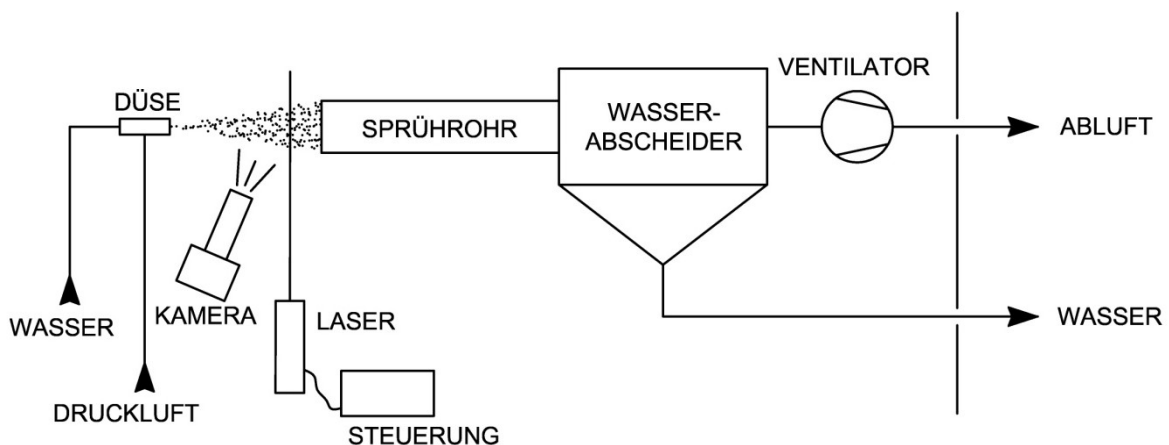 VENTILATOR
DÜSE
SPRÜHROHR
WASSER-
ABSCHEIDER
ABLUFT
KAMERA
LASER
WASSER
WASSER
DRUCKLUFT
STEUERUNG